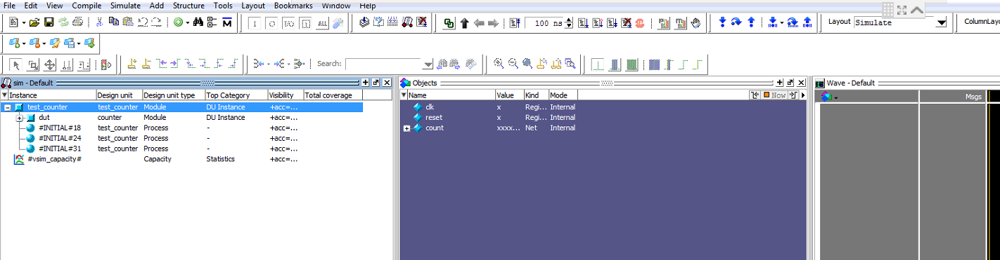 File Edit View Compile Simulate Add Structure Tools Layout Bookmarks Window Help
100 ns Layout Simulate ColumnLayo
Search:
sim - Default
Instance Design unit Design unit type Top Category Visibility Total coverage
test_counter test_counter Module DU Instance +acc=...
dut counter Module DU Instance +acc=...
#INITIAL#18 test_counter Process - +acc=...
#INITIAL#24 test_counter Process - +acc=...
#INITIAL#31 test_counter Process - +acc=...
#vsim_capacity# Capacity Statistics +acc=...
Objects
Name Value Kind Mode Now
clk x Regi... Internal
reset x Regi... Internal
count xxxx... Net Internal
Wave - Default
Msgs